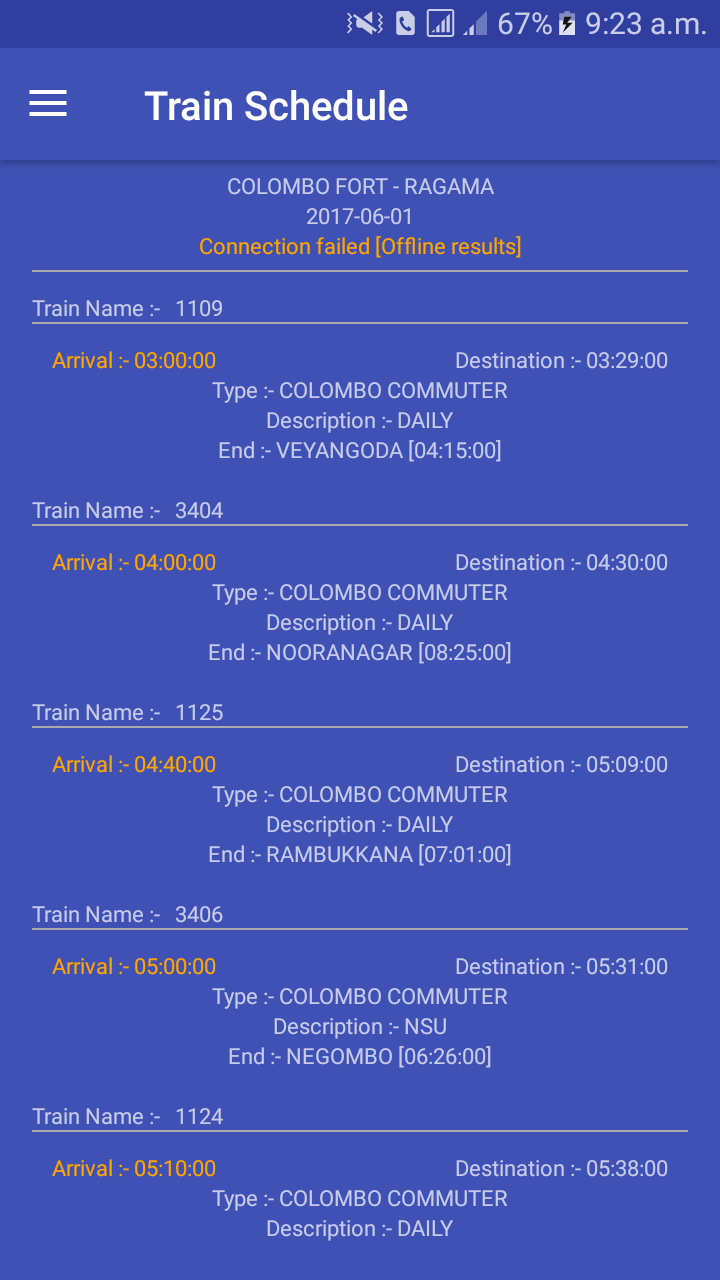 67% 9:23 a.m.
Train Schedule
COLOMBO FORT - RAGAMA
2017-06-01
Connection failed [Offline results]
Train Name :- 1109
Arrival :- 03:00:00 Destination :- 03:29:00
Type :- COLOMBO COMMUTER
Description :- DAILY
End :- VEYANGODA [04:15:00]
Train Name :- 3404
Arrival :- 04:00:00 Destination :- 04:30:00
Type :- COLOMBO COMMUTER
Description :- DAILY
End :- NOORANAGAR [08:25:00]
Train Name :- 1125
Arrival :- 04:40:00 Destination :- 05:09:00
Type :- COLOMBO COMMUTER
Description :- DAILY
End :- RAMBUKKANA [07:01:00]
Train Name :- 3406
Arrival :- 05:00:00 Destination :- 05:31:00
Type :- COLOMBO COMMUTER
Description :- NSU
End :- NEGOMBO [06:26:00]
Train Name :- 1124
Arrival :- 05:10:00 Destination :- 05:38:00
Type :- COLOMBO COMMUTER
Description :- DAILY